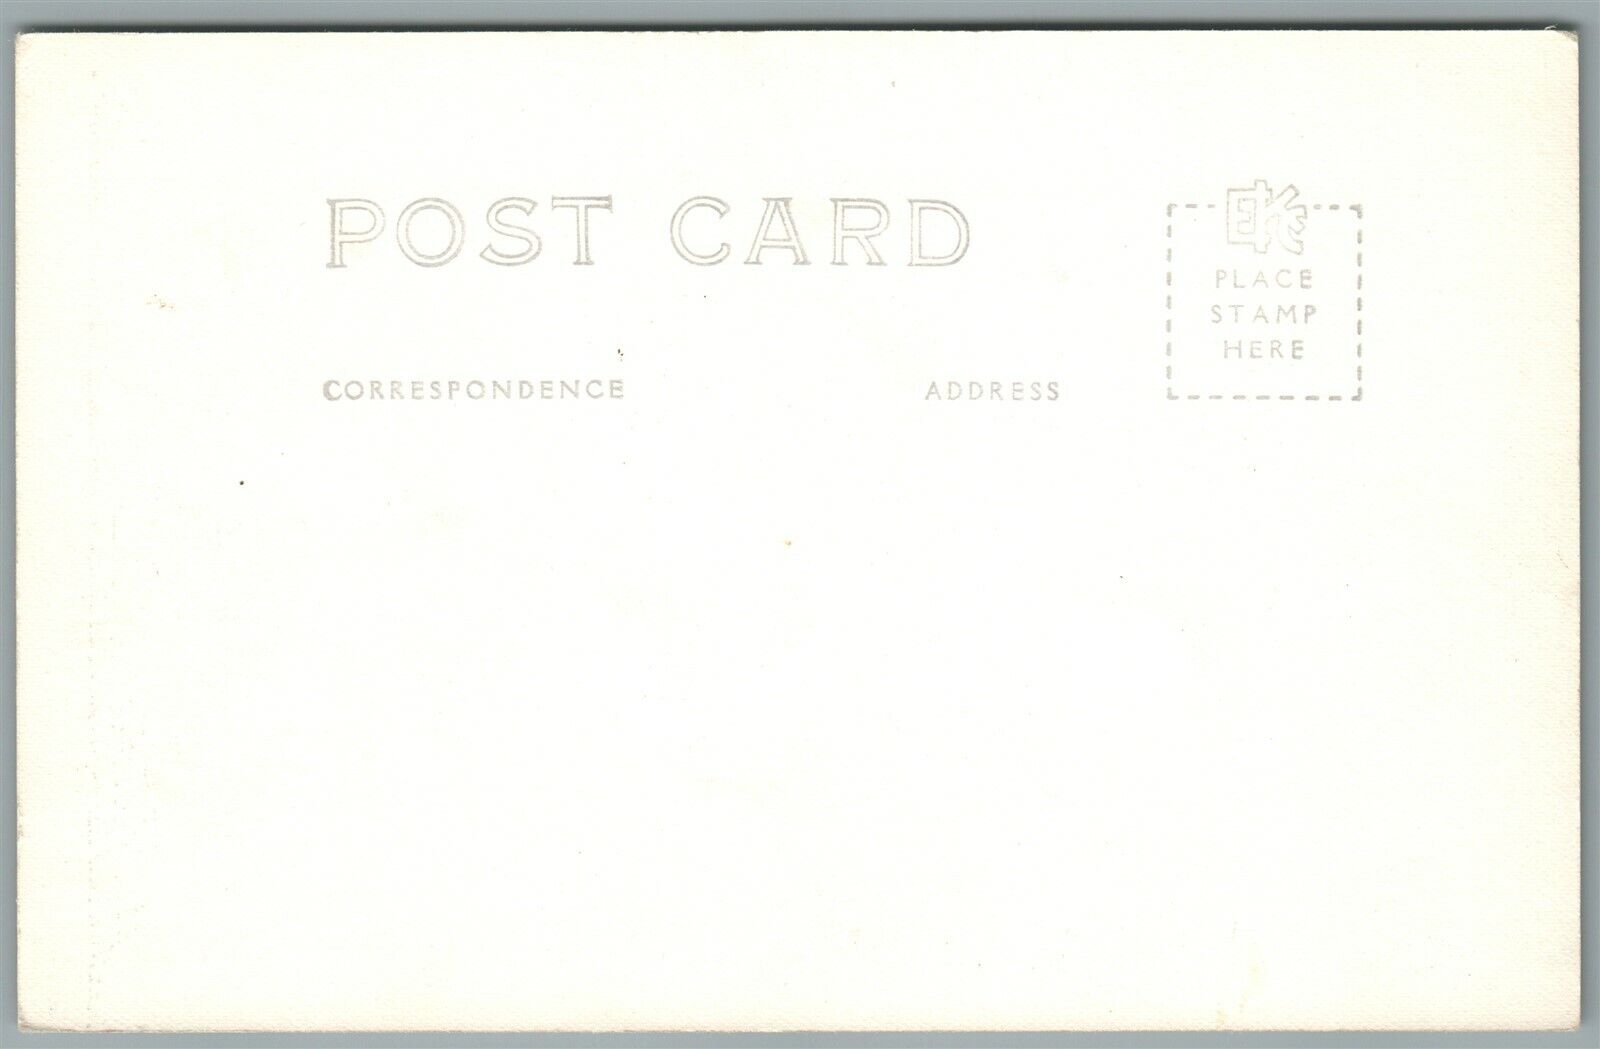 POST CARD
PLACE
STAMP
HERE
CORRESPONDENCE
ADDRESS